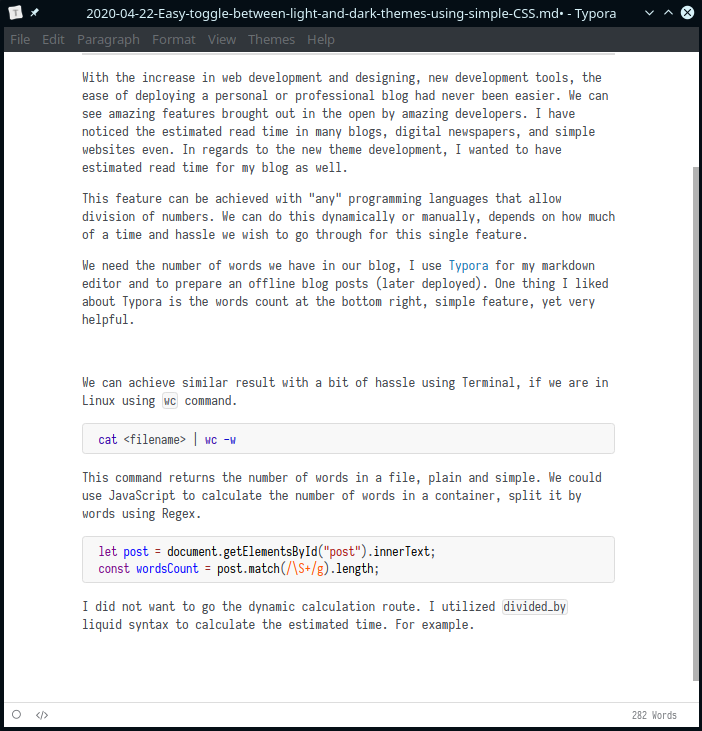 2020-04-22-Easy-toggle-between-light-and-dark-themes-using-simple-CSS.md• - Typora
File Edit Paragraph Format View Themes Help
With the increase in web development and designing, new development tools, the
ease of deploying a personal or professional blog had never been easier. We can
see amazing features brought out in the open by amazing developers. I have
noticed the estimated read time in many blogs, digital newspapers, and simple
websites even. In regards to the new theme development, I wanted to have
estimated read time for my blog as well.
This feature can be achieved with "any" programming languages that allow
division of numbers. We can do this dynamically or manually, depends on how much
of a time and hassle we wish to go through for this single feature.
We need the number of words we have in our blog, I use Typora for my markdown
editor and to prepare an offline blog posts (later deployed). One thing I liked
about Typora is the words count at the bottom right, simple feature, yet very
helpful.
We can achieve similar result with a bit of hassle using Terminal, if we are in
Linux using wc command.
cat <filename> | wc -w
This command returns the number of words in a file, plain and simple. We could
use JavaScript to calculate the number of words in a container, split it by
words using Regex.
let post = document.getElementsById("post").innerText;
const wordsCount = post.match(/\S+/g).length;
I did not want to go the dynamic calculation route. I utilized divided_by
liquid syntax to calculate the estimated time. For example.
</> 282 Words